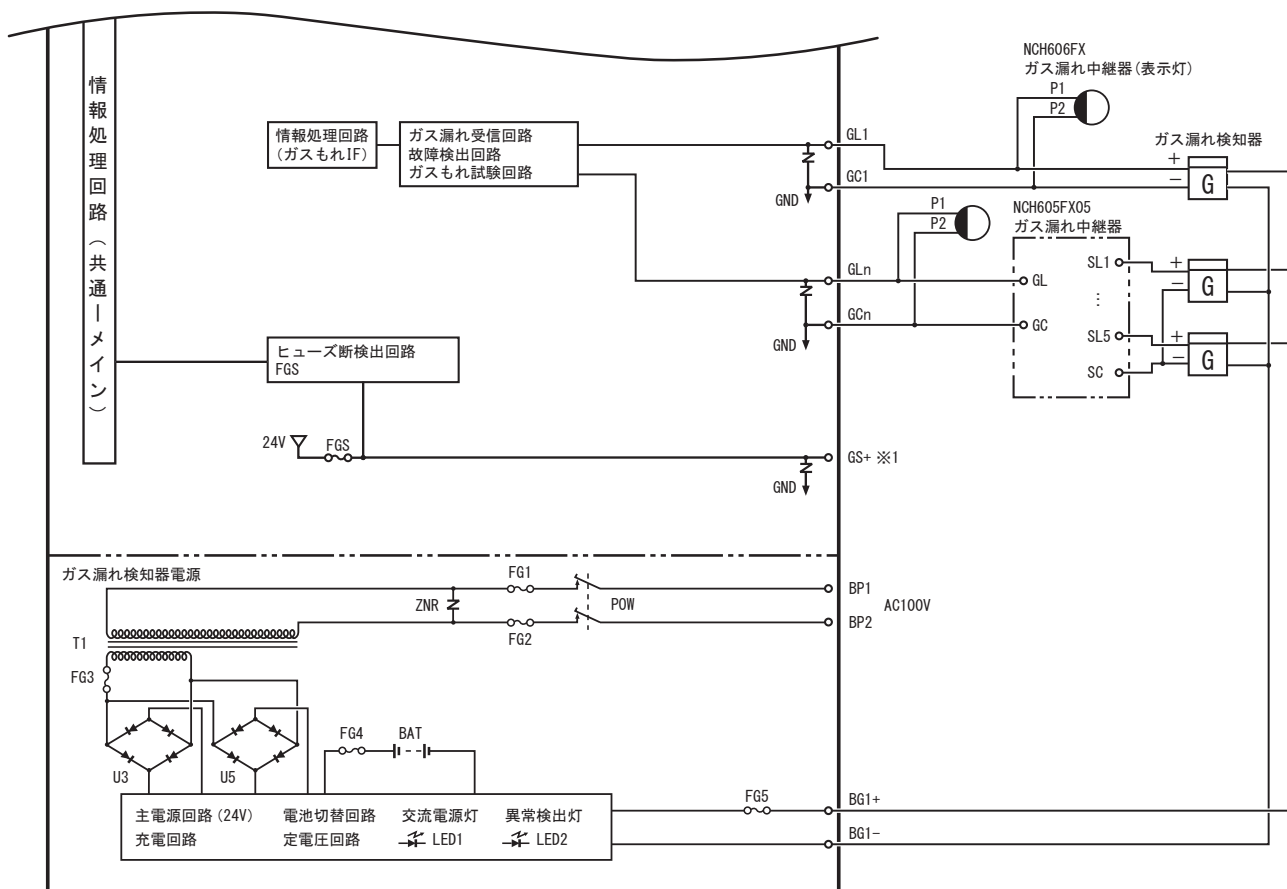 情報処理回路（共通ーメイン）
情報処理回路
(ガスもれIF)
ガス漏れ受信回路
故障検出回路
ガスもれ試験回路
GND
GL1
GC1
NCH606FX
ガス漏れ中継器(表示灯)
P1
P2
ガス漏れ検知器
+
−
G
P1
P2
NCH605FX05
ガス漏れ中継器
GLn
GCn
GND
GL
GC
SL1
⋮
SL5
SC
+
−
G
+
−
G
ヒューズ断検出回路
FGS
24V
FGS
GS+ ※1
GND
ガス漏れ検知器電源
FG1
ZNR
POW
FG2
BP1
BP2
AC100V
T1
FG3
U3
U5
FG4
BAT
主電源回路(24V)
充電回路
電池切替回路
定電圧回路
交流電源灯
LED1
異常検出灯
LED2
FG5
BG1+
BG1−